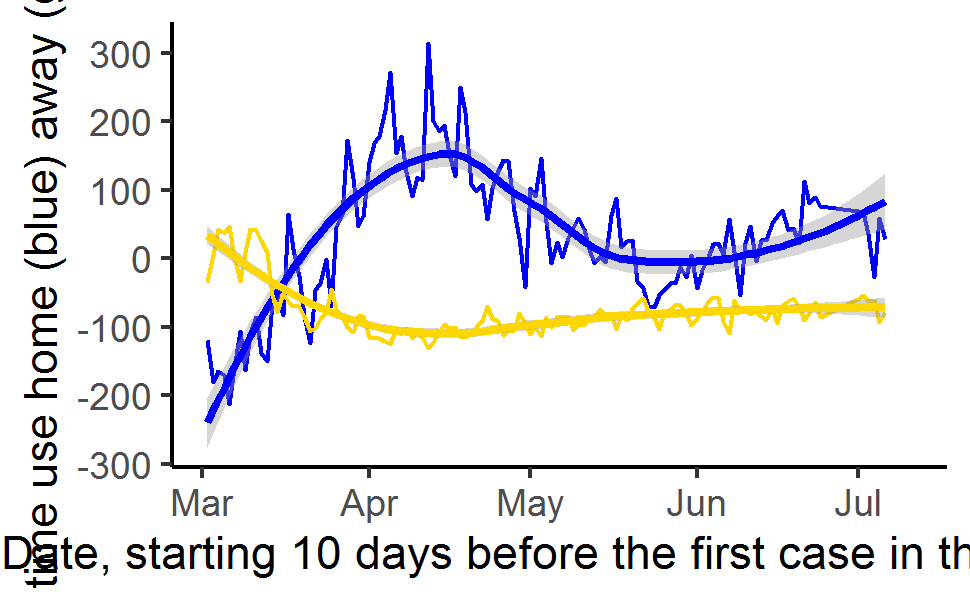 time use home (blue) away (
300
200
100
0
-100
-200
-300
Mar Apr May Jun Jul
Date, starting 10 days before the first case in th